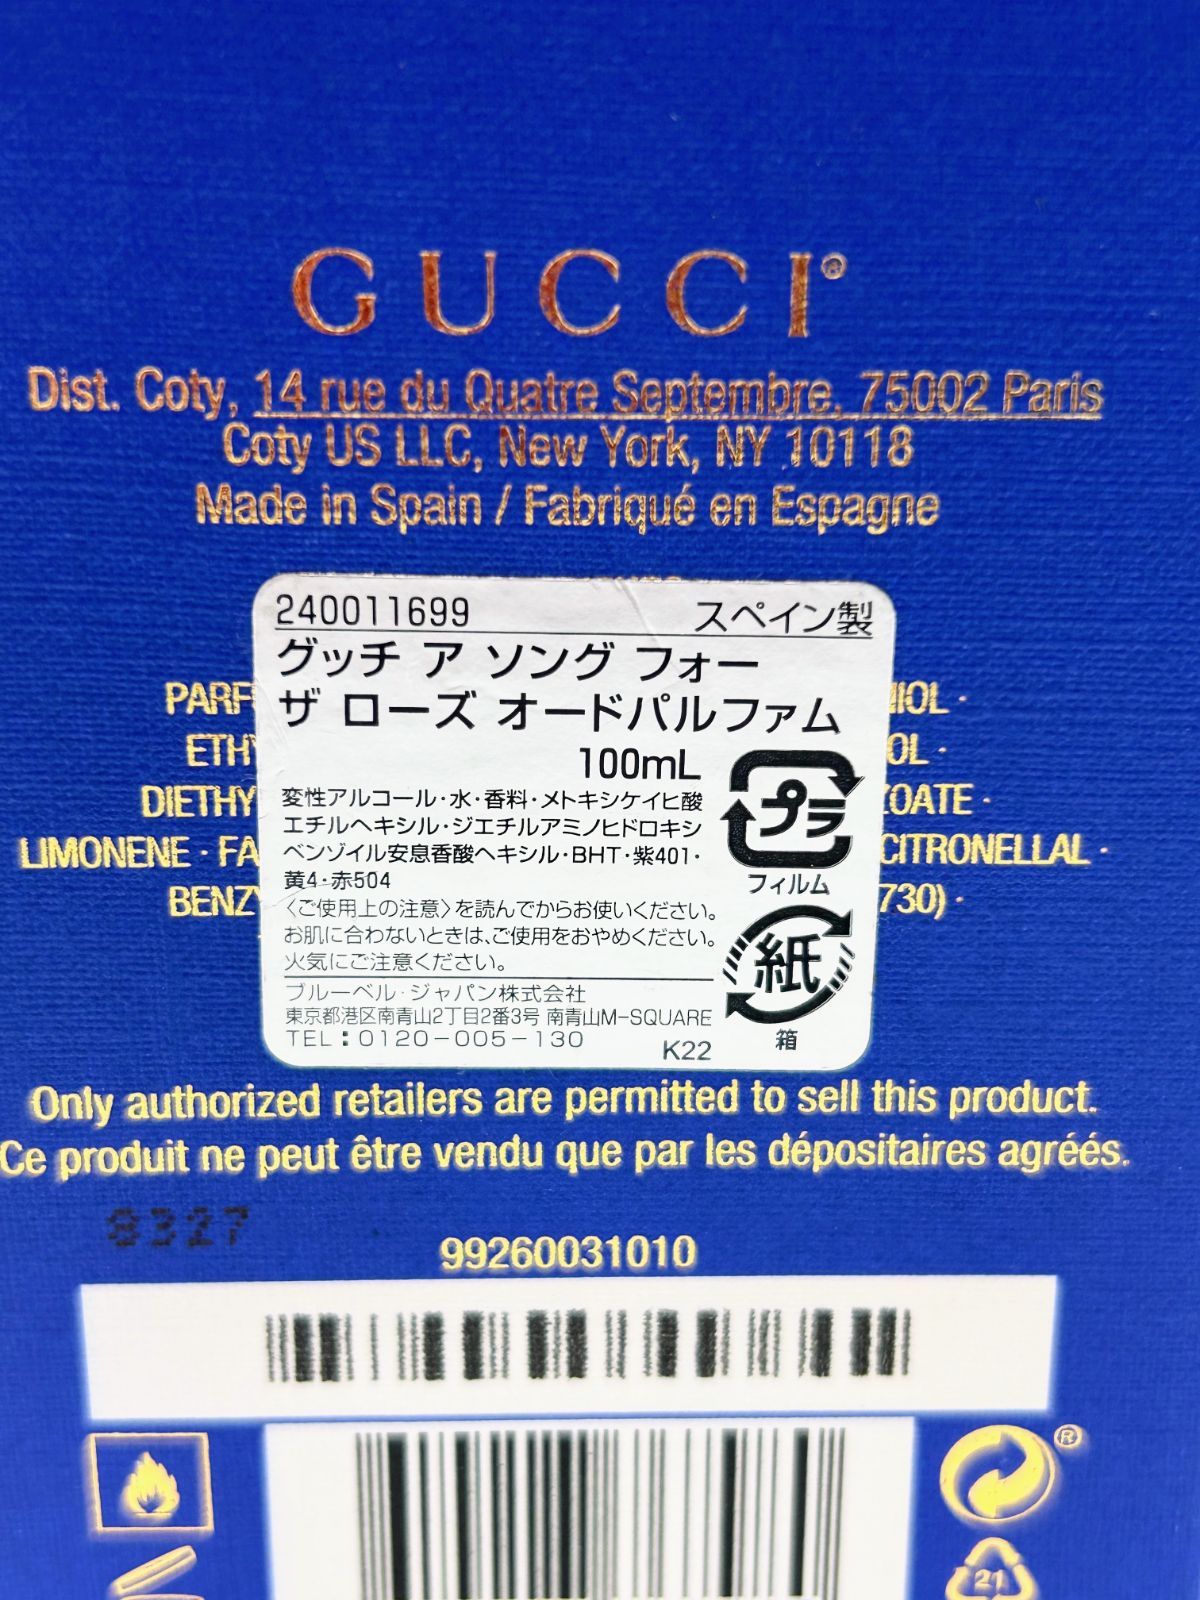 GUCCI®
Dist. Coty, 14 rue du Quatre Septembre, 75002 Paris
Coty US LLC, New York, NY 10118
Made in Spain / Fabriqué en Espagne
240011699 スペイン製
グッチ ア ソング フォー
ザ ローズ オードパルファム
100mL
変性アルコール・水・香料・メトキシケイヒ酸
エチルヘキシル・ジエチルアミノヒドロキシ
ベンゾイル安息香酸ヘキシル・BHT・紫401・
黄4・赤504
〈ご使用上の注意〉を読んでからお使いください。
お肌に合わないときは、ご使用をおやめください。
火気にご注意ください。
ブルーベル・ジャパン株式会社
東京都港区南青山2丁目2番3号 南青山M-SQUARE
TEL:0120-005-130 K22
プラ
フィルム
紙
箱
PARF
ETHY
DIETHY
LIMONENE · FA
CITRONELLAL ·
BENZY
730) ·
Only authorized retailers are permitted to sell this product.
Ce produit ne peut être vendu que par les dépositaires agréés.
8327
99260031010
®
21